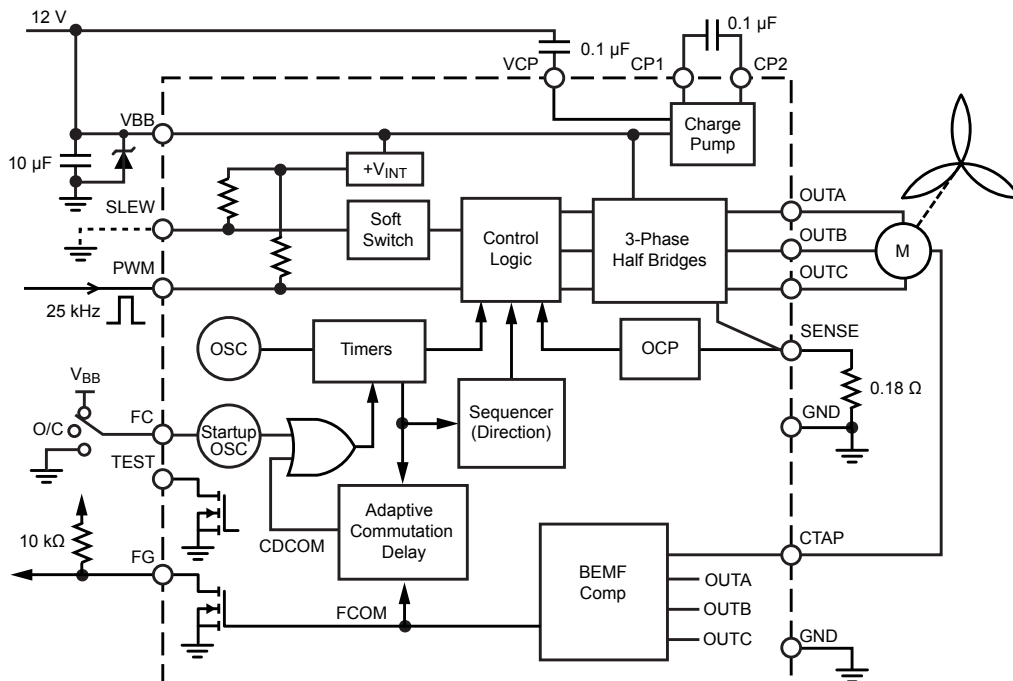 12 V
0.1 µF
0.1 µF
VCP
CP1
CP2
VBB
Charge
Pump
10 µF
+VINT
SLEW
Soft
Switch
Control
Logic
3-Phase
Half Bridges
OUTA
OUTB
OUTC
M
PWM
25 kHz
OSC
Timers
OCP
SENSE
0.18 Ω
VBB
O/C
FC
Startup
OSC
Sequencer
(Direction)
GND
TEST
10 kΩ
CDCOM
Adaptive
Commutation
Delay
FG
FCOM
BEMF
Comp
CTAP
OUTA
OUTB
OUTC
GND